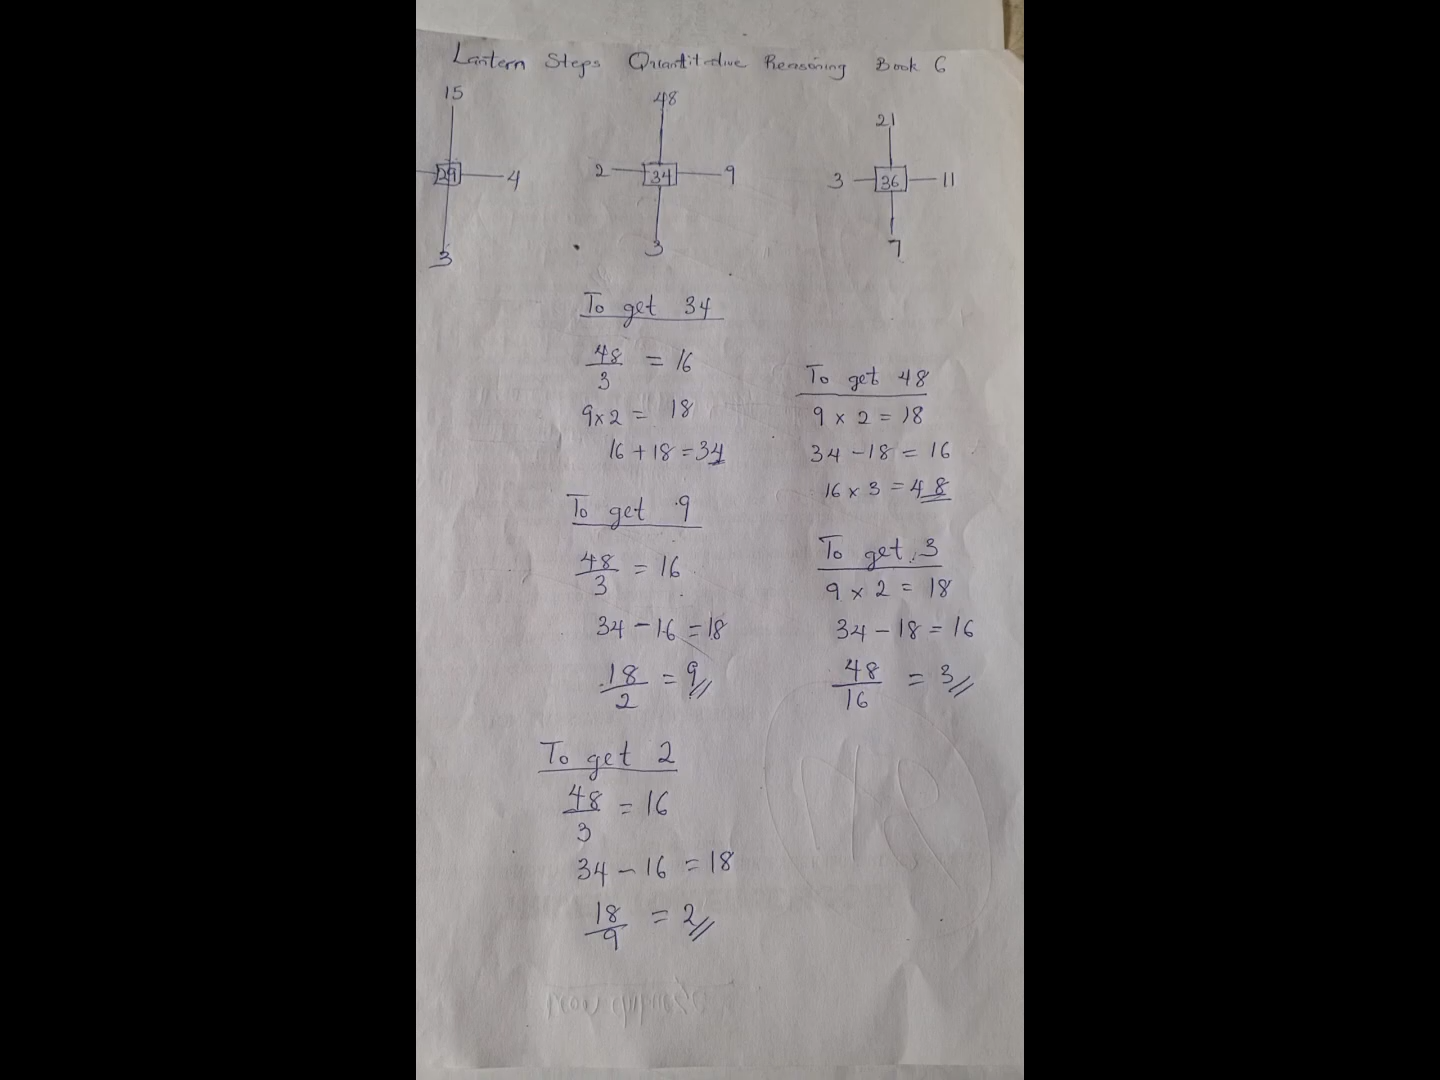 Lantern Steps Quantitative Reasoning Book 6
15
29 4
3
48
2 34 9
3
21
3 36 11
7
To get 34
48/3 = 16
9x2 = 18
16 + 18 = 34
To get 9
48/3 = 16
34 - 16 = 18
18/2 = 9
To get 2
48/3 = 16
34 - 16 = 18
18/9 = 2
To get 48
9 x 2 = 18
34 - 18 = 16
16 x 3 = 48
To get 3
9 x 2 = 18
34 - 18 = 16
48/16 = 3